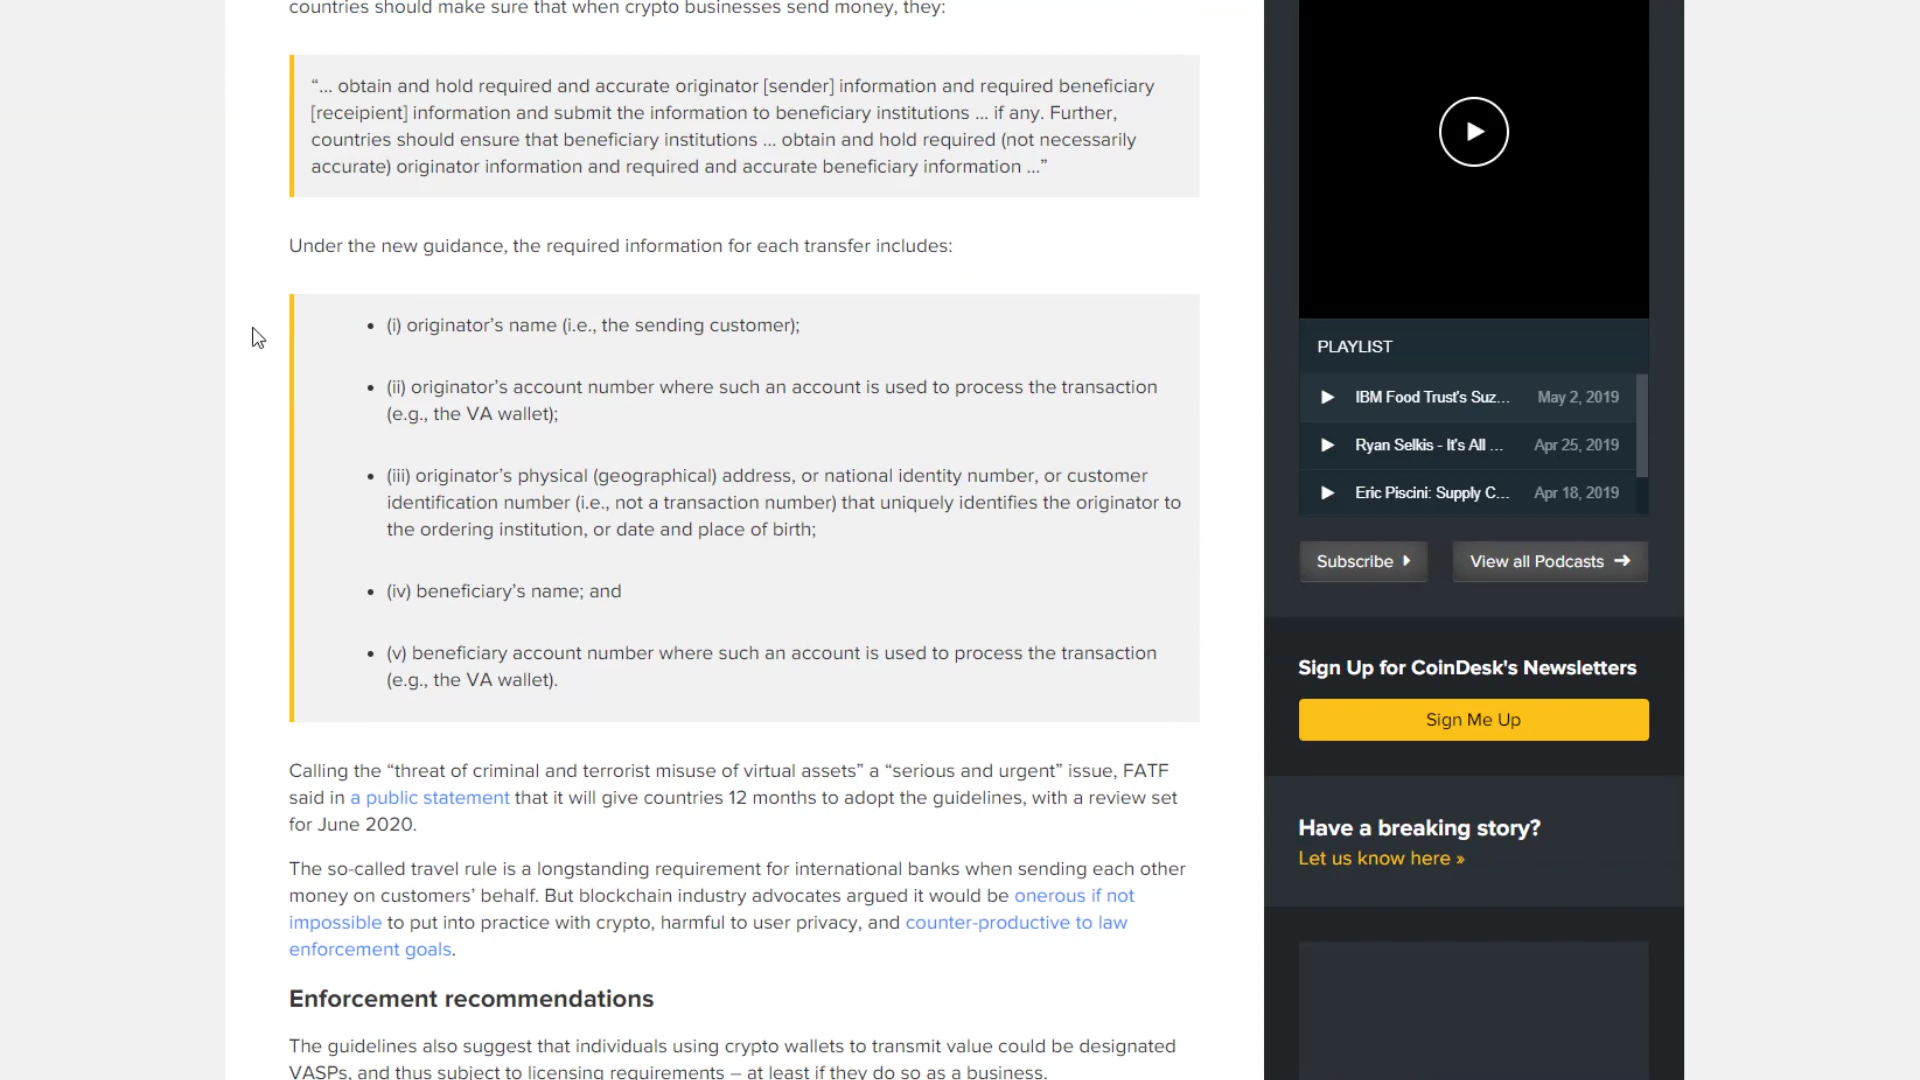 countries should make sure that when crypto businesses send money, they:
“... obtain and hold required and accurate originator [sender] information and required beneficiary
[receipient] information and submit the information to beneficiary institutions ... if any. Further,
countries should ensure that beneficiary institutions ... obtain and hold required (not necessarily
accurate) originator information and required and accurate beneficiary information ...”
Under the new guidance, the required information for each transfer includes:
• (i) originator’s name (i.e., the sending customer);
• (ii) originator’s account number where such an account is used to process the transaction
(e.g., the VA wallet);
• (iii) originator’s physical (geographical) address, or national identity number, or customer
identification number (i.e., not a transaction number) that uniquely identifies the originator to
the ordering institution, or date and place of birth;
• (iv) beneficiary’s name; and
• (v) beneficiary account number where such an account is used to process the transaction
(e.g., the VA wallet).
Calling the “threat of criminal and terrorist misuse of virtual assets” a “serious and urgent” issue, FATF
said in a public statement that it will give countries 12 months to adopt the guidelines, with a review set
for June 2020.
The so-called travel rule is a longstanding requirement for international banks when sending each other
money on customers’ behalf. But blockchain industry advocates argued it would be onerous if not
impossible to put into practice with crypto, harmful to user privacy, and counter-productive to law
enforcement goals.
Enforcement recommendations
The guidelines also suggest that individuals using crypto wallets to transmit value could be designated
VASPs, and thus subject to licensing requirements – at least if they do so as a business.
PLAYLIST
IBM Food Trust's Suz... May 2, 2019
Ryan Selkis - It's All ... Apr 25, 2019
Eric Piscini: Supply C... Apr 18, 2019
Subscribe View all Podcasts
Sign Up for CoinDesk's Newsletters
Sign Me Up
Have a breaking story?
Let us know here »